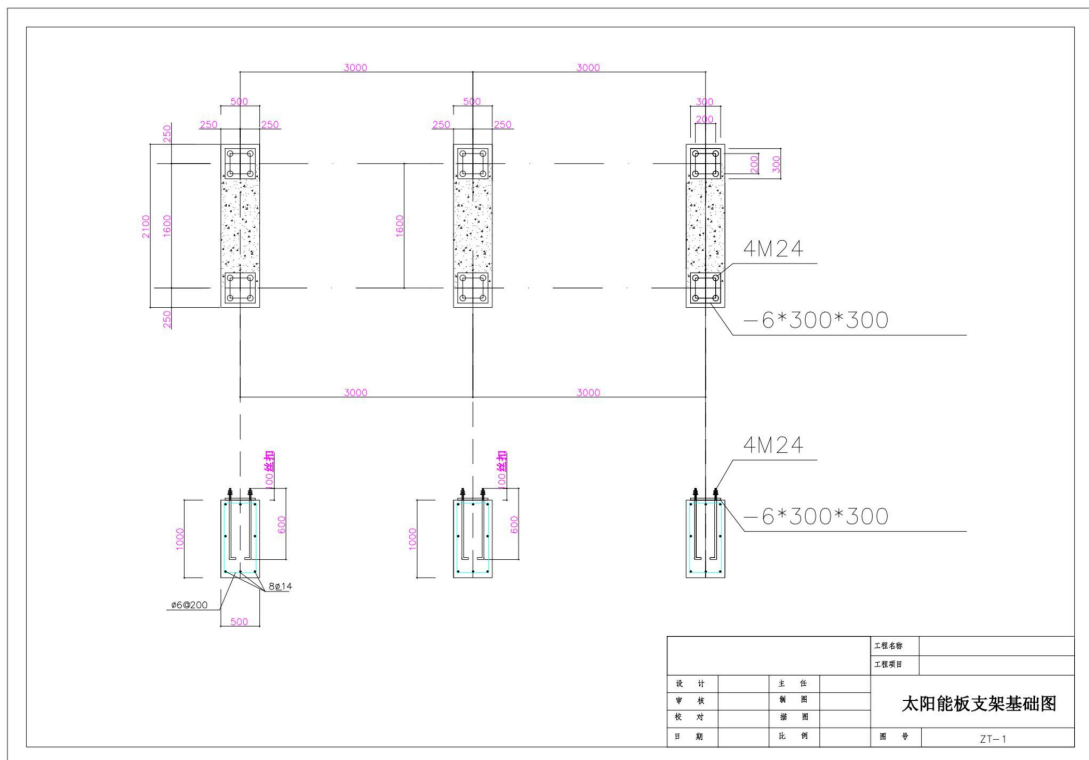 3000
3000
500
500
300
250
250
250
250
200
250
200
300
2100
1600
1600
4M24
-6*300*300
250
3000
3000
100丝扣
100丝扣
4M24
-6*300*300
1000
600
1000
600
1000
8ϕ14
ϕ6@200
500
工程名称
工程项目
设 计
主 任
审 核
制 图
太阳能板支架基础图
校 对
描 图
日 期
比 例
图 号
ZT-1